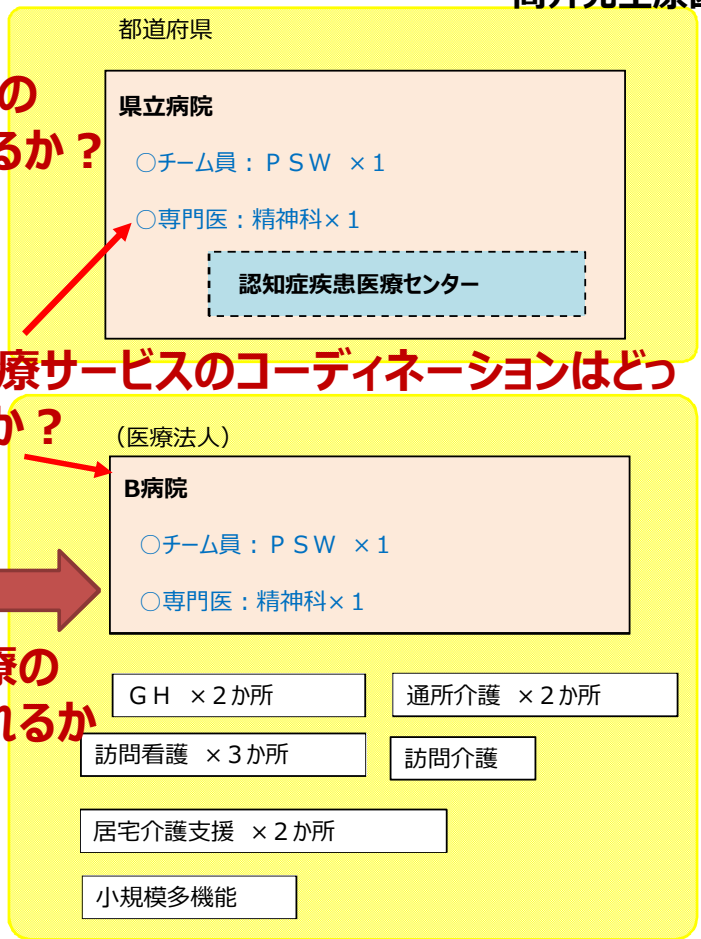 都道府県
の
県立病院
るか？
○チーム員：ＰＳＷ ×１
○専門医：精神科×１
認知症疾患医療センター
療サービスのコーディネーションはどっ
か？
（医療法人）
B病院
○チーム員：ＰＳＷ ×１
○専門医：精神科×１
療の
ＧＨ ×２か所
通所介護 ×２か所
れるか
訪問看護 ×３か所
訪問介護
居宅介護支援 ×２か所
小規模多機能